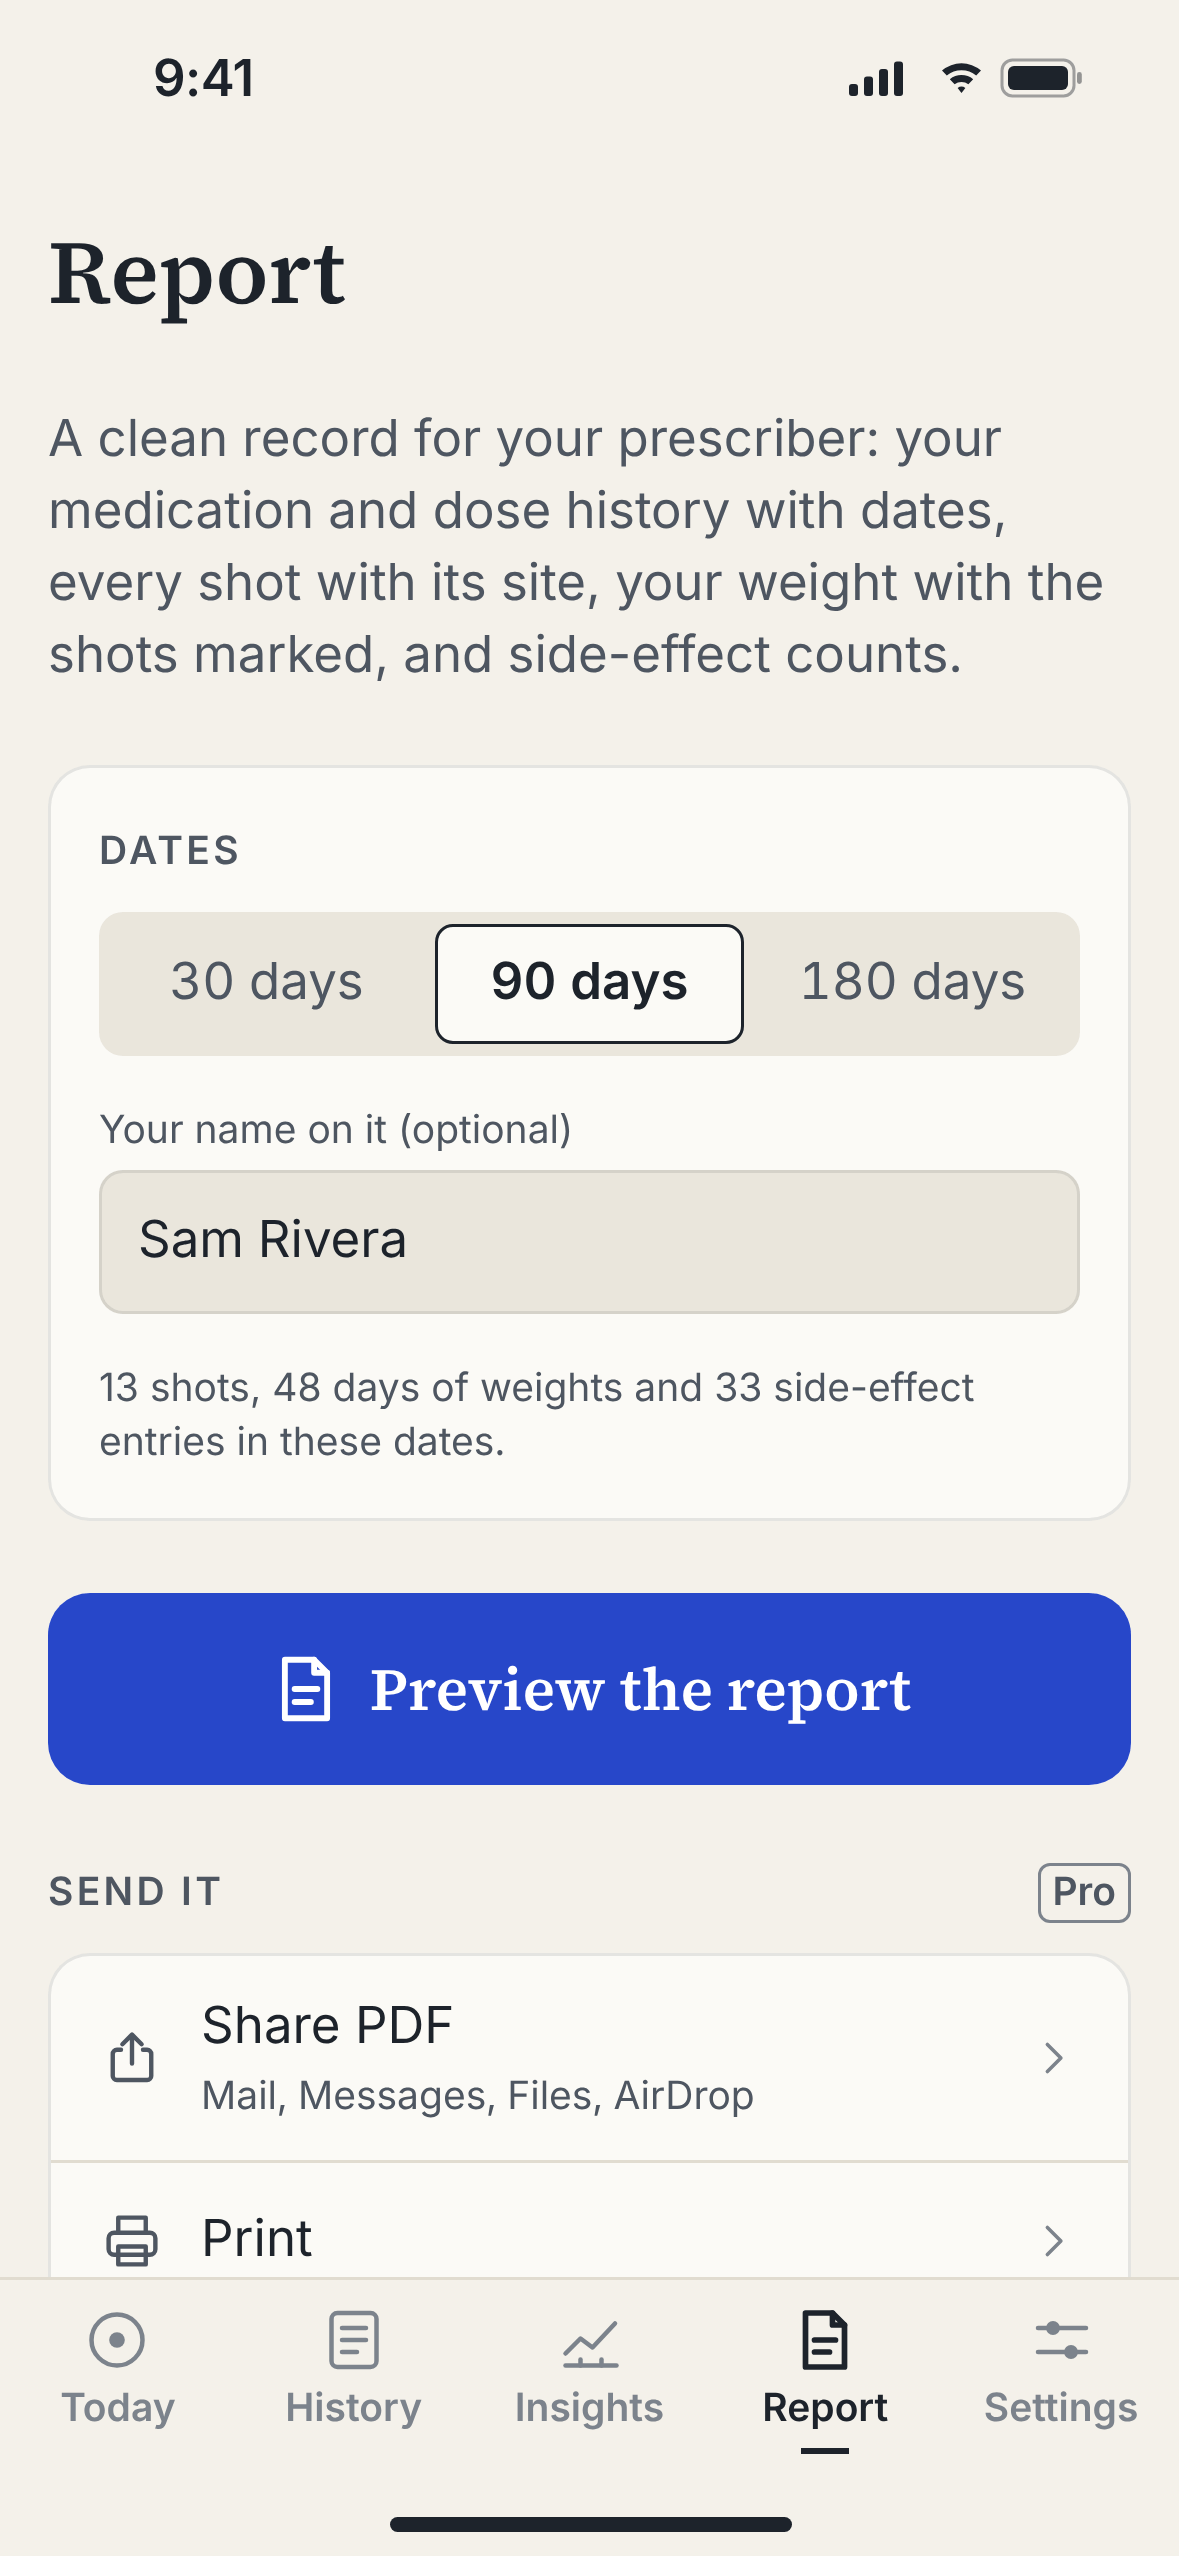 9:41
Report
A clean record for your prescriber: your
medication and dose history with dates,
every shot with its site, your weight with the
shots marked, and side-effect counts.
DATES
30 days
90 days
180 days
Your name on it (optional)
Sam Rivera
13 shots, 48 days of weights and 33 side-effect
entries in these dates.
Preview the report
SEND IT
Pro
Share PDF
Mail, Messages, Files, AirDrop
Print
Today
History
Insights
Report
Settings